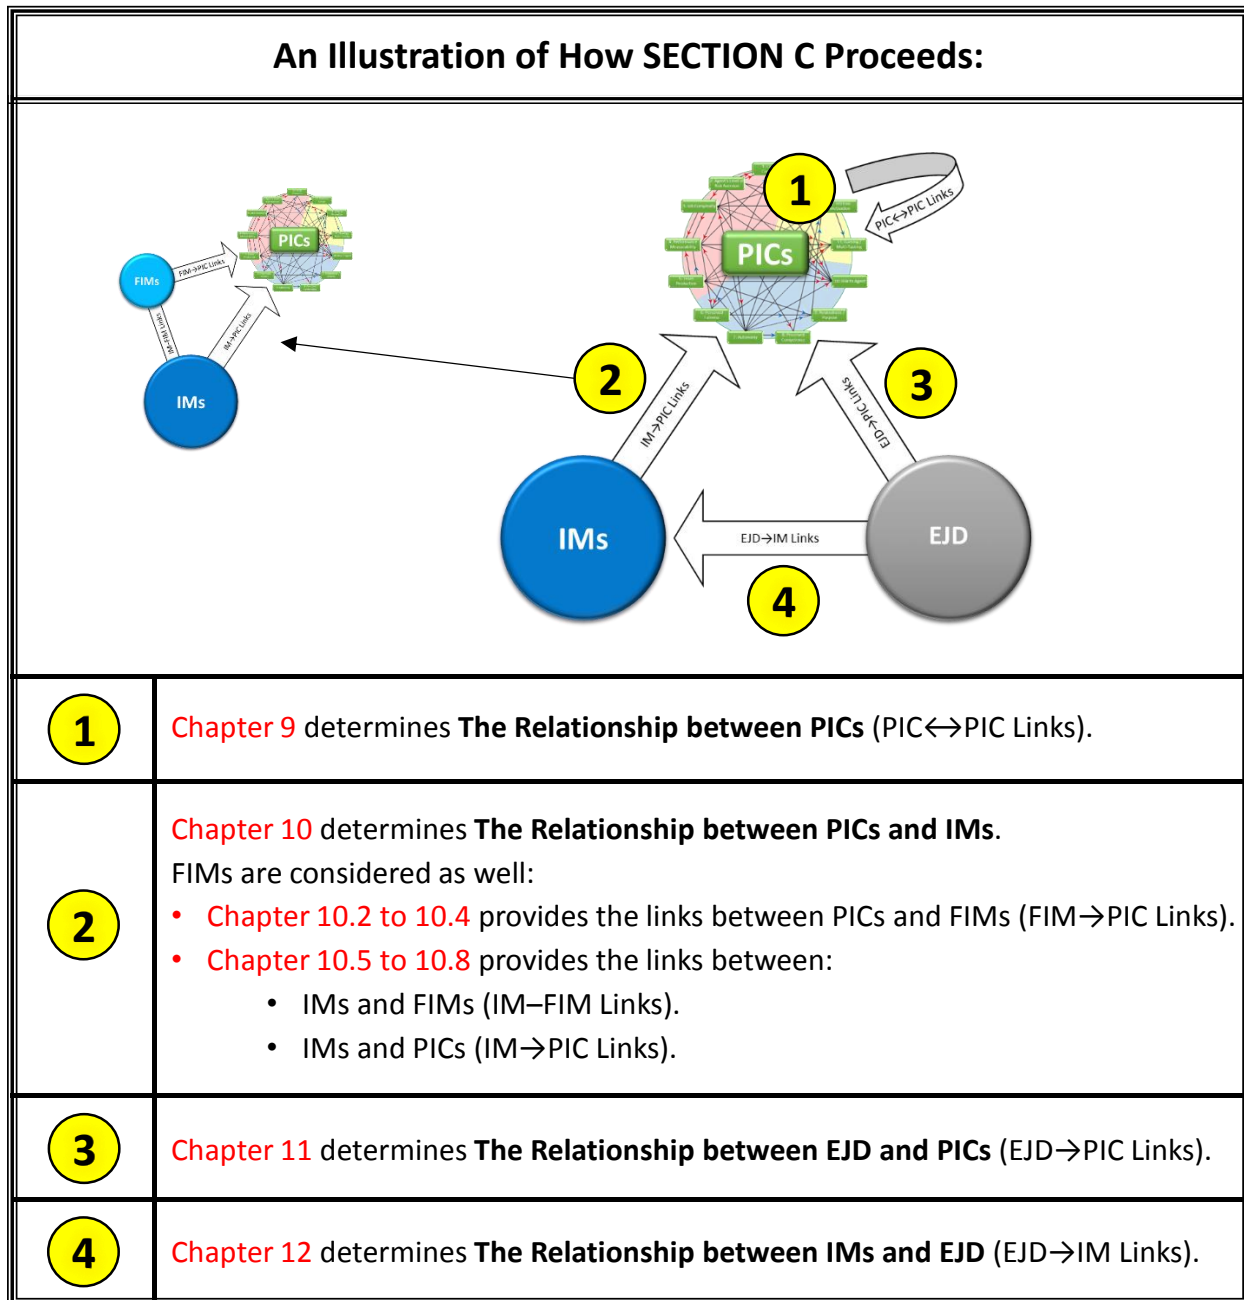 An Illustration of How SECTION C Proceeds:
PICs
FIMs
FIM→PIC Links
IM–FIM Links
IM→PIC Links
IMs
1
PICs
PIC↔PIC Links
2
IM→PIC Links
3
EJD→PIC Links
IMs
EJD→IM Links
EJD
4
1
Chapter 9 determines The Relationship between PICs (PIC↔PIC Links).
2
Chapter 10 determines The Relationship between PICs and IMs.
FIMs are considered as well:
• Chapter 10.2 to 10.4 provides the links between PICs and FIMs (FIM→PIC Links).
• Chapter 10.5 to 10.8 provides the links between:
• IMs and FIMs (IM–FIM Links).
• IMs and PICs (IM→PIC Links).
3
Chapter 11 determines The Relationship between EJD and PICs (EJD→PIC Links).
4
Chapter 12 determines The Relationship between IMs and EJD (EJD→IM Links).